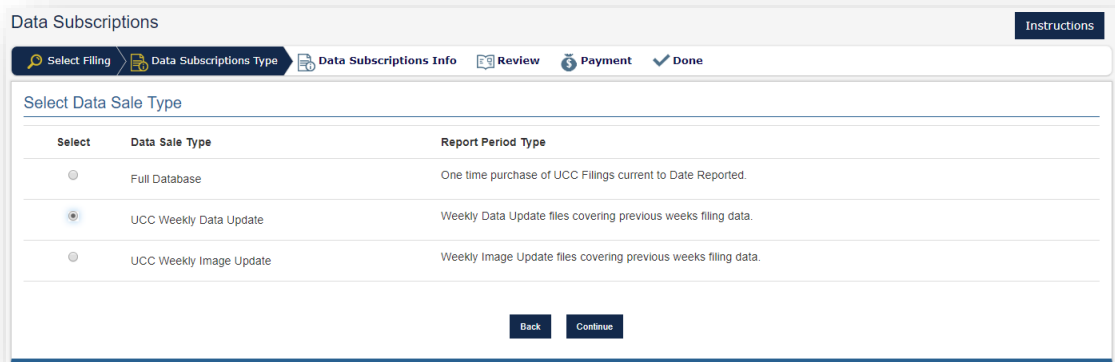 Data Subscriptions
Instructions
Select Filing Data Subscriptions Type Data Subscriptions Info Review Payment Done
Select Data Sale Type
Select Data Sale Type Report Period Type
Full Database One time purchase of UCC Filings current to Date Reported.
UCC Weekly Data Update Weekly Data Update files covering previous weeks filing data.
UCC Weekly Image Update Weekly Image Update files covering previous weeks filing data.
Back Continue